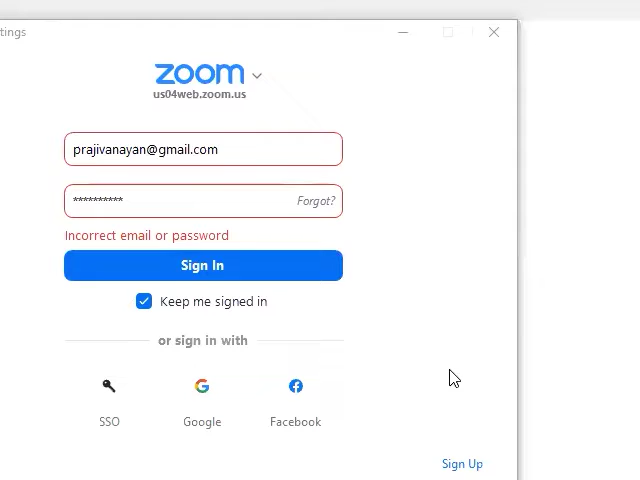 tings
zoom
us04web.zoom.us
prajivanayan@gmail.com
**********
Forgot?
Incorrect email or password
Sign In
Keep me signed in
or sign in with
SSO
Google
Facebook
Sign Up